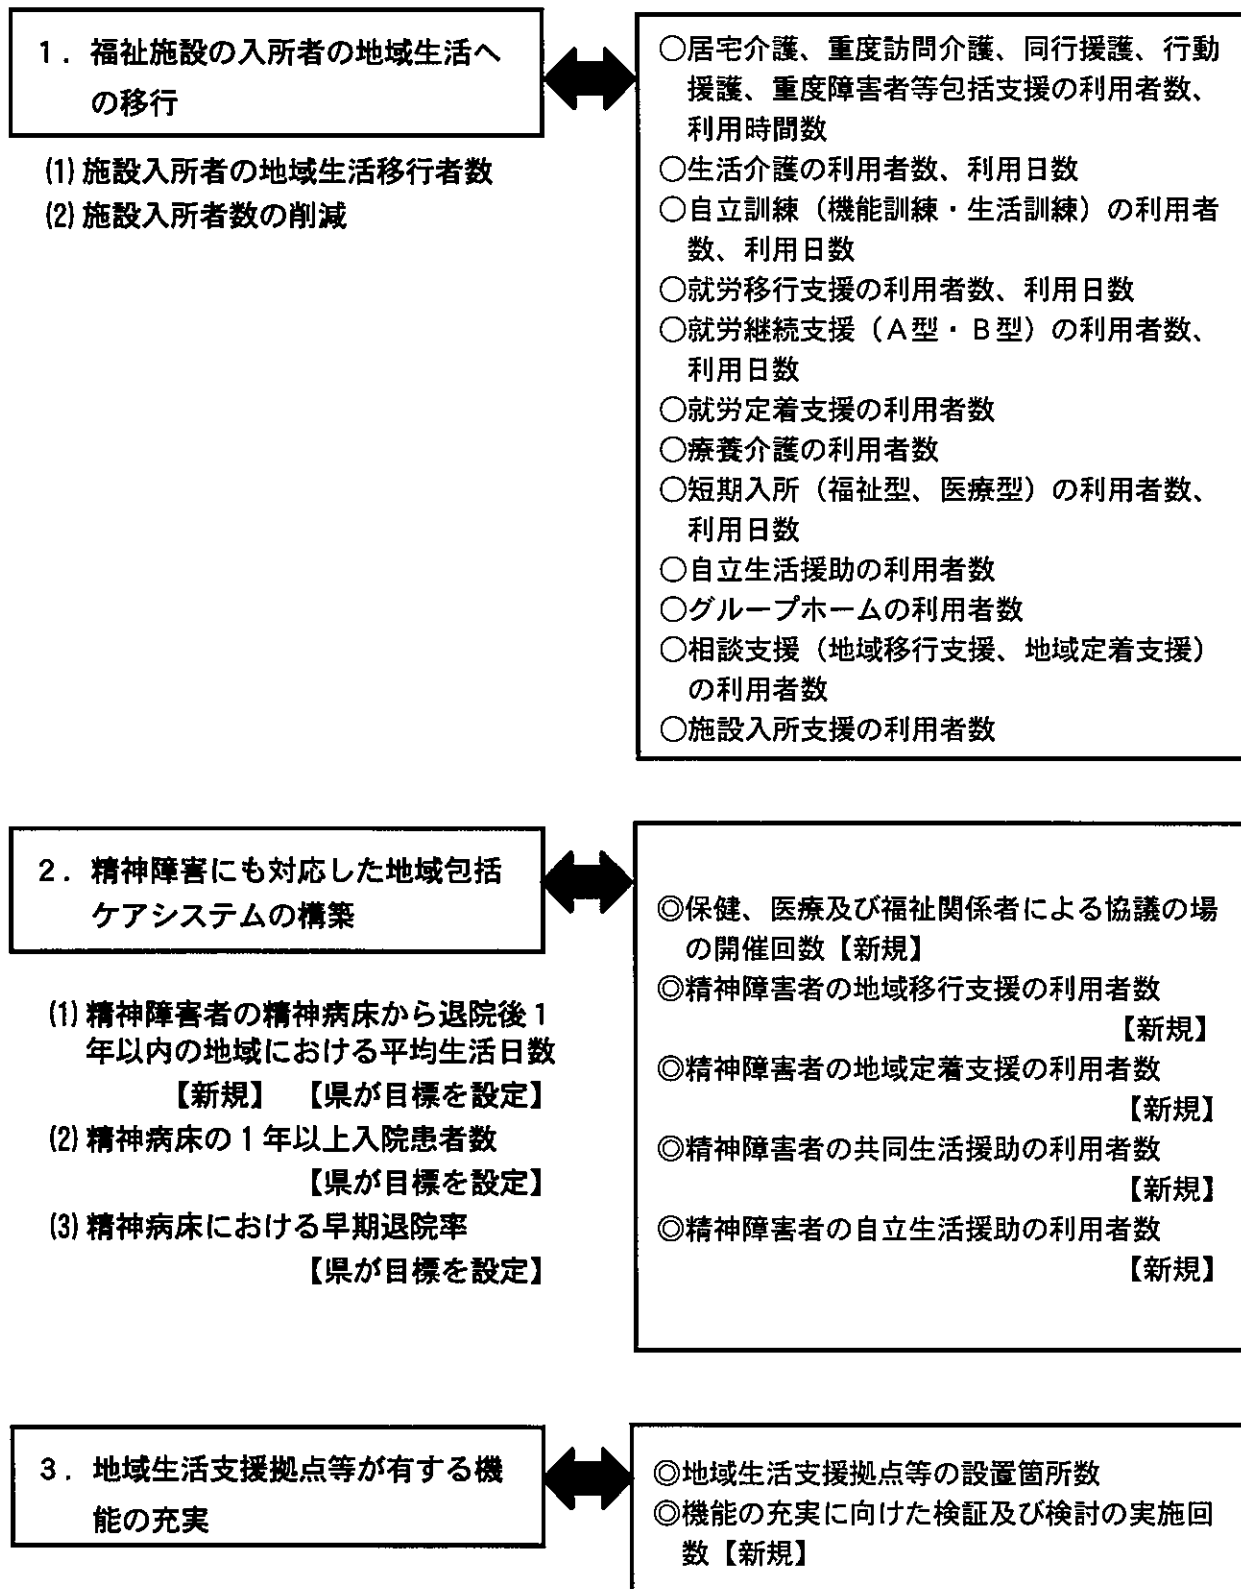 １．福祉施設の入所者の地域生活へ
の移行
⑴ 施設入所者の地域生活移行者数
⑵ 施設入所者数の削減
○居宅介護、重度訪問介護、同行援護、行動
援護、重度障害者等包括支援の利用者数、
利用時間数
○生活介護の利用者数、利用日数
○自立訓練（機能訓練・生活訓練）の利用者
数、利用日数
○就労移行支援の利用者数、利用日数
○就労継続支援（Ａ型・Ｂ型）の利用者数、
利用日数
○就労定着支援の利用者数
○療養介護の利用者数
○短期入所（福祉型、医療型）の利用者数、
利用日数
○自立生活援助の利用者数
○グループホームの利用者数
○相談支援（地域移行支援、地域定着支援）
の利用者数
○施設入所支援の利用者数
２．精神障害にも対応した地域包括
ケアシステムの構築
⑴ 精神障害者の精神病床から退院後１
年以内の地域における平均生活日数
【新規】　【県が目標を設定】
⑵ 精神病床の１年以上入院患者数
【県が目標を設定】
⑶ 精神病床における早期退院率
【県が目標を設定】
◎保健、医療及び福祉関係者による協議の場
の開催回数【新規】
◎精神障害者の地域移行支援の利用者数
【新規】
◎精神障害者の地域定着支援の利用者数
【新規】
◎精神障害者の共同生活援助の利用者数
【新規】
◎精神障害者の自立生活援助の利用者数
【新規】
３．地域生活支援拠点等が有する機
能の充実
◎地域生活支援拠点等の設置箇所数
◎機能の充実に向けた検証及び検討の実施回
数【新規】